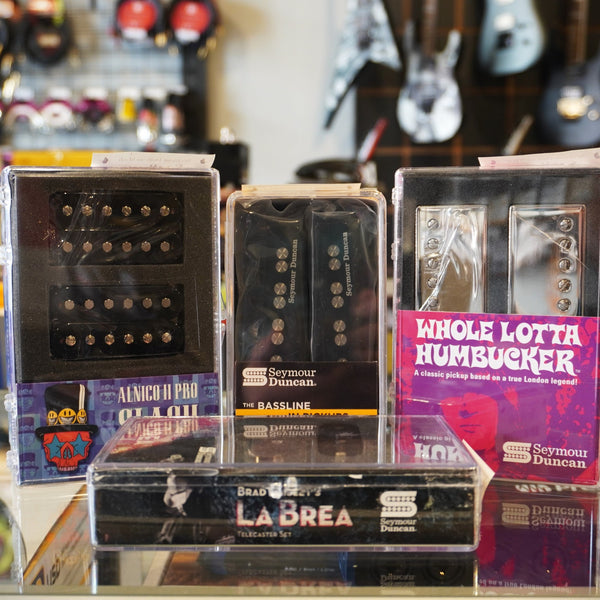 ALNICO II PRO
SLASH
Seymour Duncan
Seymour Duncan
Seymour
Duncan
THE BASSLINE
WHOLE LOTTA
HUMBUCKER
A classic pickup based on a true London legend!
Seymour
Duncan
BRAD
LA BREA
TELECASTER SET
Seymour
Duncan